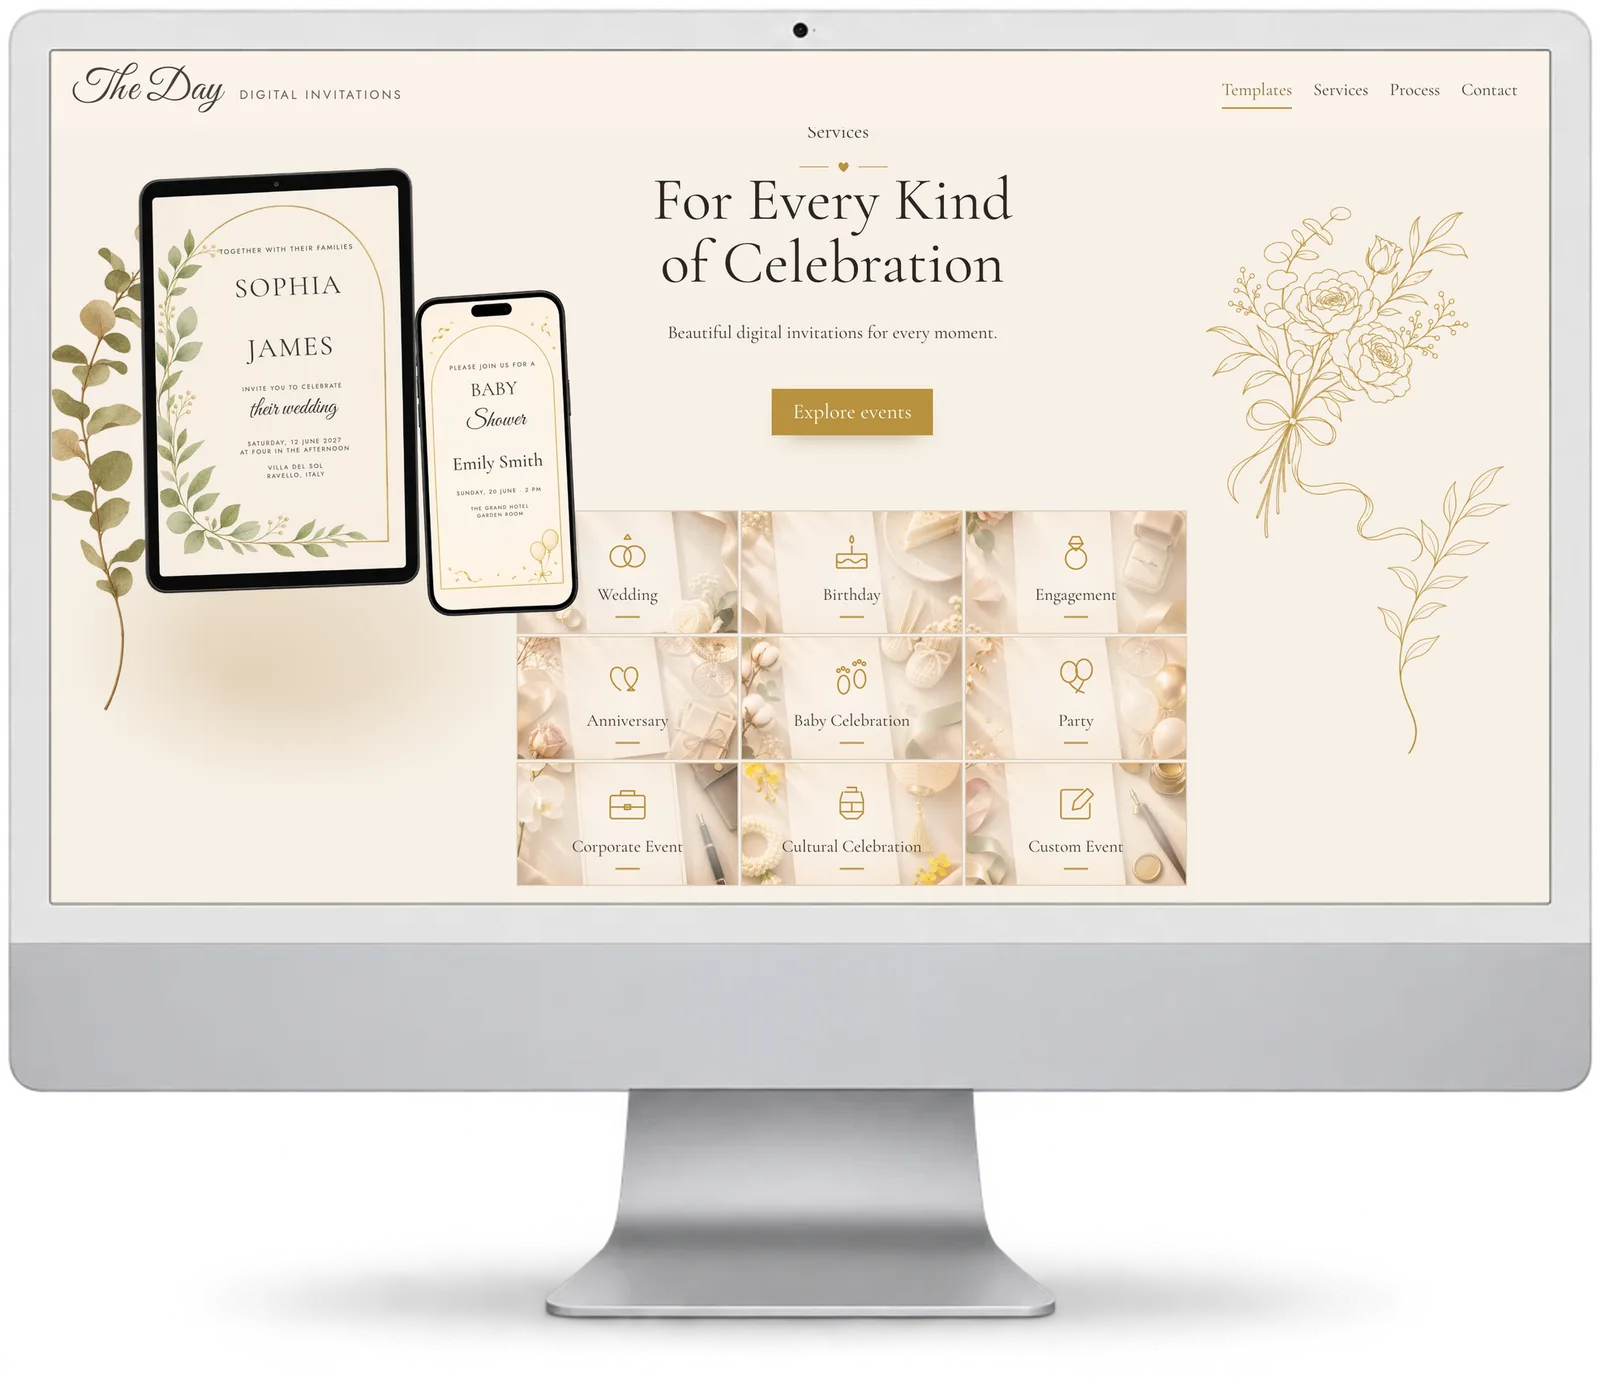 The Day DIGITAL INVITATIONS
Templates Services Process Contact
Services
For Every Kind
of Celebration
Beautiful digital invitations for every moment.
Explore events
TOGETHER WITH THEIR FAMILIES
SOPHIA
JAMES
INVITE YOU TO CELEBRATE
their wedding
SATURDAY, 12 JUNE 2027
AT FOUR IN THE AFTERNOON
VILLA DEL SOL
RAVELLO, ITALY
PLEASE JOIN US FOR A
BABY
Shower
Emily Smith
SUNDAY, 20 JUNE · 2 PM
THE GRAND HOTEL
GARDEN ROOM
Wedding
Birthday
Engagement
Anniversary
Baby Celebration
Party
Corporate Event
Cultural Celebration
Custom Event